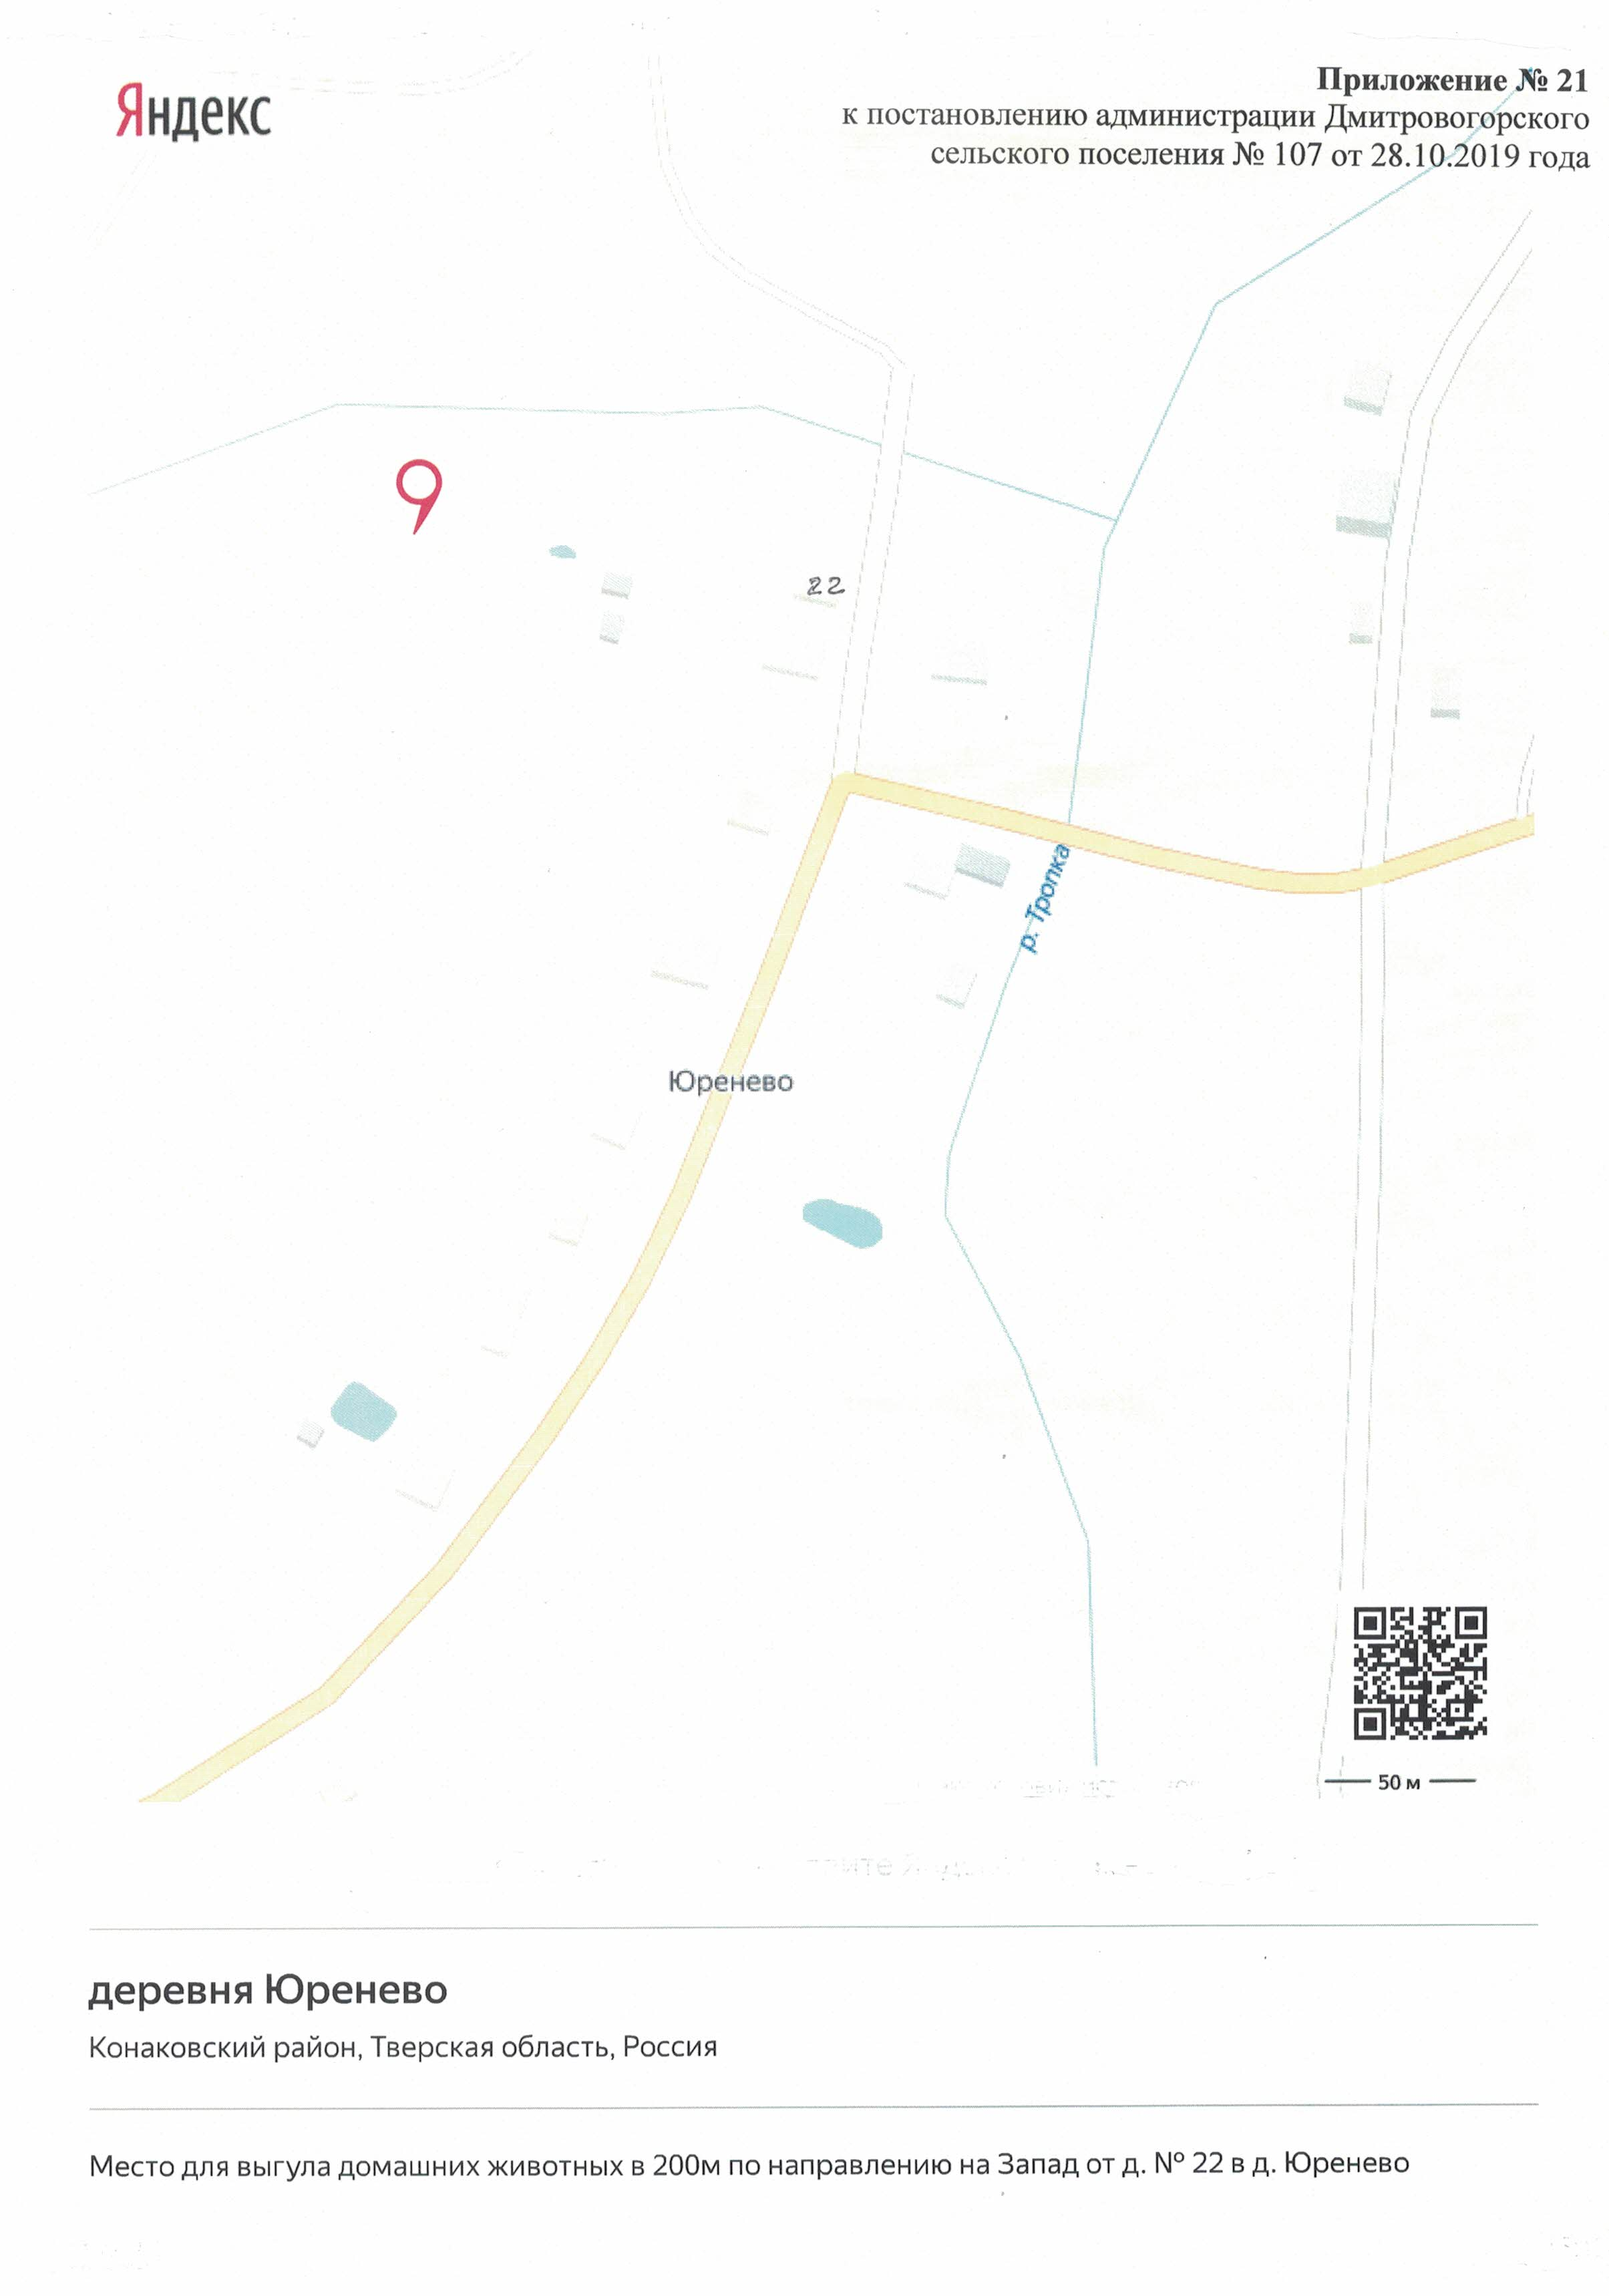 Яндекс
Приложение № 21
к постановлению администрации Дмитровогорского
сельского поселения № 107 от 28.10.2019 года
22
р. Тропка
Юренево
50 м
деревня Юренево
Конаковский район, Тверская область, Россия
Место для выгула домашних животных в 200м по направлению на Запад от д. № 22 в д. Юренево